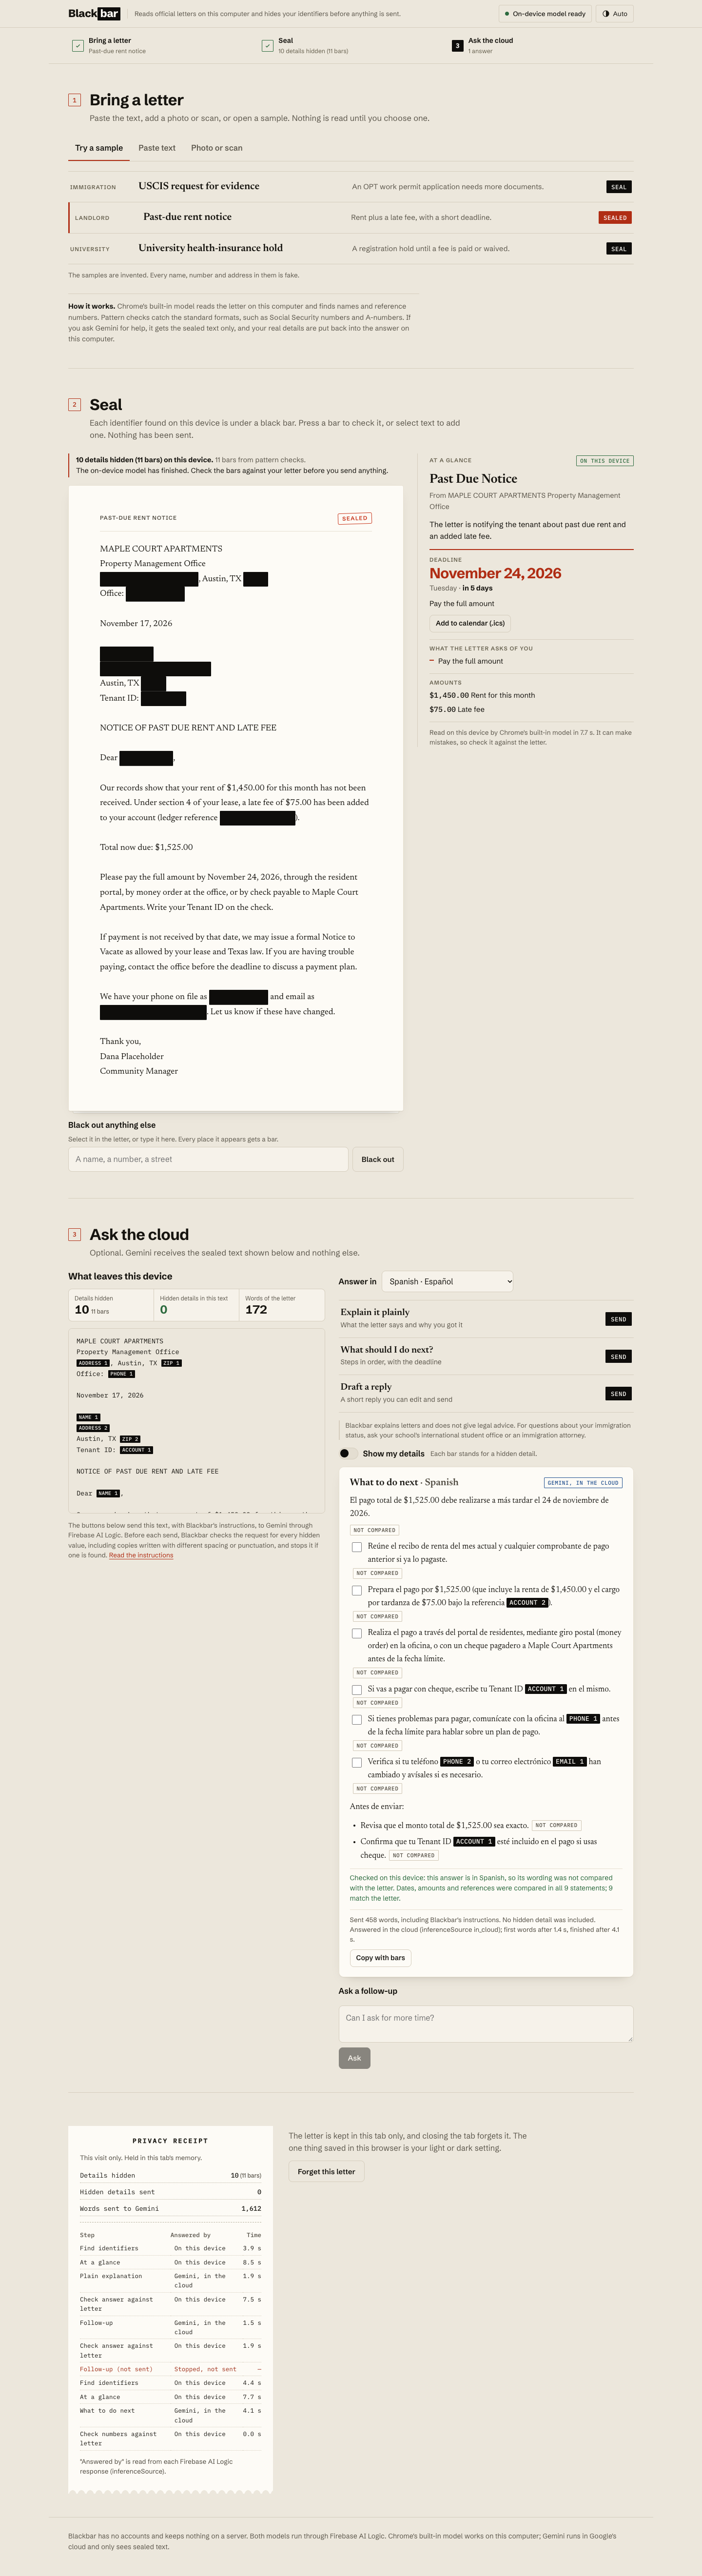 Blackbar
Reads official letters on this computer and hides your identifiers before anything is sent.
On-device model ready
Auto
Bring a letter
Past-due rent notice
Seal
10 details hidden (11 bars)
3
Ask the cloud
1 answer
1
Bring a letter
Paste the text, add a photo or scan, or open a sample. Nothing is read until you choose one.
Try a sample
Paste text
Photo or scan
IMMIGRATION
USCIS request for evidence
An OPT work permit application needs more documents.
SEAL
LANDLORD
Past-due rent notice
Rent plus a late fee, with a short deadline.
SEALED
UNIVERSITY
University health-insurance hold
A registration hold until a fee is paid or waived.
SEAL
The samples are invented. Every name, number and address in them is fake.
How it works. Chrome's built-in model reads the letter on this computer and finds names and reference
numbers. Pattern checks catch the standard formats, such as Social Security numbers and A-numbers. If
you ask Gemini for help, it gets the sealed text only, and your real details are put back into the answer on
this computer.
2
Seal
Each identifier found on this device is under a black bar. Press a bar to check it, or select text to add
one. Nothing has been sent.
10 details hidden (11 bars) on this device. 11 bars from pattern checks.
The on-device model has finished. Check the bars against your letter before you send anything.
PAST-DUE RENT NOTICE
SEALED
MAPLE COURT APARTMENTS
Property Management Office
, Austin, TX
Office:
November 17, 2026
Austin, TX
Tenant ID:
NOTICE OF PAST DUE RENT AND LATE FEE
Dear ,
Our records show that your rent of $1,450.00 for this month has not been
received. Under section 4 of your lease, a late fee of $75.00 has been added
to your account (ledger reference ).
Total now due: $1,525.00
Please pay the full amount by November 24, 2026, through the resident
portal, by money order at the office, or by check payable to Maple Court
Apartments. Write your Tenant ID on the check.
If payment is not received by that date, we may issue a formal Notice to
Vacate as allowed by your lease and Texas law. If you are having trouble
paying, contact the office before the deadline to discuss a payment plan.
We have your phone on file as and email as
. Let us know if these have changed.
Thank you,
Dana Placeholder
Community Manager
AT A GLANCE
ON THIS DEVICE
Past Due Notice
From MAPLE COURT APARTMENTS Property Management
Office
The letter is notifying the tenant about past due rent and
an added late fee.
DEADLINE
November 24, 2026
Tuesday · in 5 days
Pay the full amount
Add to calendar (.ics)
WHAT THE LETTER ASKS OF YOU
– Pay the full amount
AMOUNTS
$1,450.00 Rent for this month
$75.00 Late fee
Read on this device by Chrome's built-in model in 7.7 s. It can make
mistakes, so check it against the letter.
Black out anything else
Select it in the letter, or type it here. Every place it appears gets a bar.
A name, a number, a street
Black out
3
Ask the cloud
Optional. Gemini receives the sealed text shown below and nothing else.
What leaves this device
Details hidden
10 11 bars
Hidden details in this text
0
Words of the letter
172
MAPLE COURT APARTMENTS
Property Management Office
ADDRESS 1, Austin, TX ZIP 1
Office: PHONE 1
November 17, 2026
NAME 1
ADDRESS 2
Austin, TX ZIP 2
Tenant ID: ACCOUNT 1
NOTICE OF PAST DUE RENT AND LATE FEE
Dear NAME 1,
The buttons below send this text, with Blackbar's instructions, to Gemini through
Firebase AI Logic. Before each send, Blackbar checks the request for every hidden
value, including copies written with different spacing or punctuation, and stops if it
one is found. Read the instructions
Answer in
Spanish · Español
Explain it plainly
What the letter says and why you got it
SEND
What should I do next?
Steps in order, with the deadline
SEND
Draft a reply
A short reply you can edit and send
SEND
Blackbar explains letters and does not give legal advice. For questions about your immigration
status, ask your school's international student office or an immigration attorney.
Show my details
Each bar stands for a hidden detail.
What to do next · Spanish
GEMINI, IN THE CLOUD
El pago total de $1,525.00 debe realizarse a más tardar el 24 de noviembre de
2026.
NOT COMPARED
Reúne el recibo de renta del mes actual y cualquier comprobante de pago
anterior si ya lo pagaste.
NOT COMPARED
Prepara el pago por $1,525.00 (que incluye la renta de $1,450.00 y el cargo
por tardanza de $75.00 bajo la referencia ACCOUNT 2).
NOT COMPARED
Realiza el pago a través del portal de residentes, mediante giro postal (money
order) en la oficina, o con un cheque pagadero a Maple Court Apartments
antes de la fecha límite.
NOT COMPARED
Si vas a pagar con cheque, escribe tu Tenant ID ACCOUNT 1 en el mismo.
NOT COMPARED
Si tienes problemas para pagar, comunícate con la oficina al PHONE 1 antes
de la fecha límite para hablar sobre un plan de pago.
NOT COMPARED
Verifica si tu teléfono PHONE 2 o tu correo electrónico EMAIL 1 han
cambiado y avísales si es necesario.
NOT COMPARED
Antes de enviar:
• Revisa que el monto total de $1,525.00 sea exacto. NOT COMPARED
• Confirma que tu Tenant ID ACCOUNT 1 esté incluido en el pago si usas
cheque. NOT COMPARED
Checked on this device: this answer is in Spanish, so its wording was not compared
with the letter. Dates, amounts and references were compared in all 9 statements; 9
match the letter.
Sent 458 words, including Blackbar's instructions. No hidden detail was included.
Answered in the cloud (inferenceSource in_cloud); first words after 1.4 s, finished after 4.1
s.
Copy with bars
Ask a follow-up
Can I ask for more time?
Ask
PRIVACY RECEIPT
This visit only. Held in this tab's memory.
Details hidden 10 (11 bars)
Hidden details sent 0
Words sent to Gemini 1,612
Step Answered by Time
Find identifiers On this device 3.9 s
At a glance On this device 8.5 s
Plain explanation Gemini, in the cloud 1.9 s
Check answer against letter On this device 7.5 s
Follow-up Gemini, in the cloud 1.5 s
Check answer against letter On this device 1.9 s
Follow-up (not sent) Stopped, not sent –
Find identifiers On this device 4.4 s
At a glance On this device 7.7 s
What to do next Gemini, in the cloud 4.1 s
Check numbers against letter On this device 0.0 s
"Answered by" is read from each Firebase AI Logic
response (inferenceSource).
The letter is kept in this tab only, and closing the tab forgets it. The
one thing saved in this browser is your light or dark setting.
Forget this letter
Blackbar has no accounts and keeps nothing on a server. Both models run through Firebase AI Logic. Chrome's built-in model works on this computer; Gemini runs in Google's
cloud and only sees sealed text.